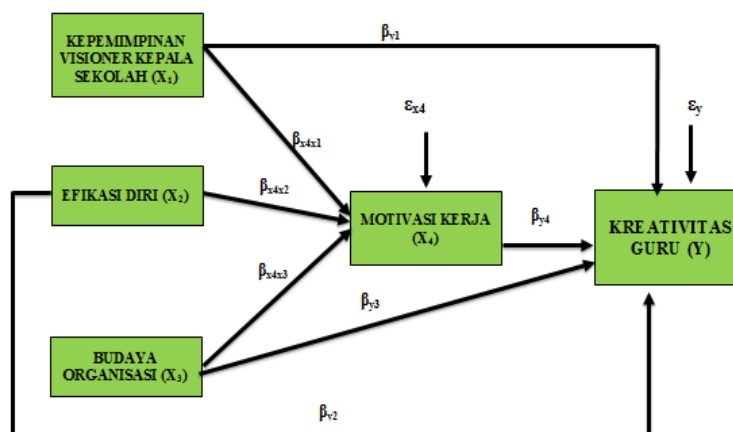 KEPEMIMPINAN
VISIONER KEPALA
SEKOLAH (X₁)
βy1
εx4
εy
βx4x1
EFIKASI DIRI (X₂)
βx4x2
MOTIVASI KERJA
(X₄)
βy4
KREATIVITAS
GURU (Y)
βx4x3
βy3
BUDAYA
ORGANISASI (X₃)
βy2